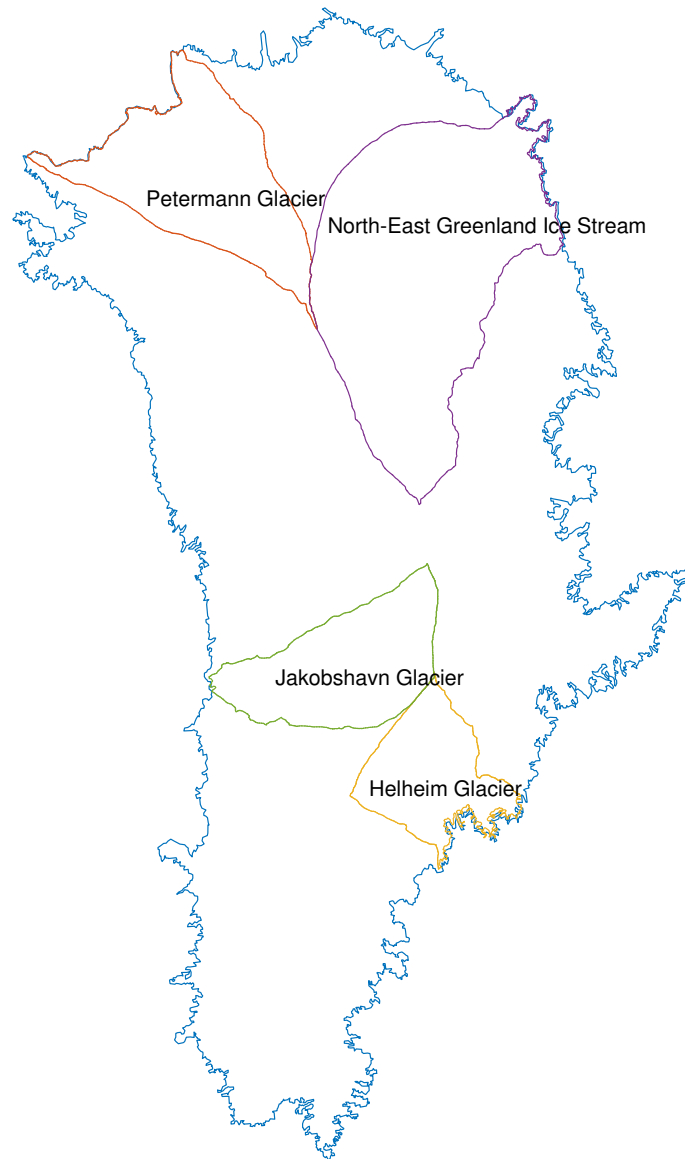 Petermann Glacier
North-East Greenland Ice Stream
Jakobshavn Glacier
Helheim Glacier